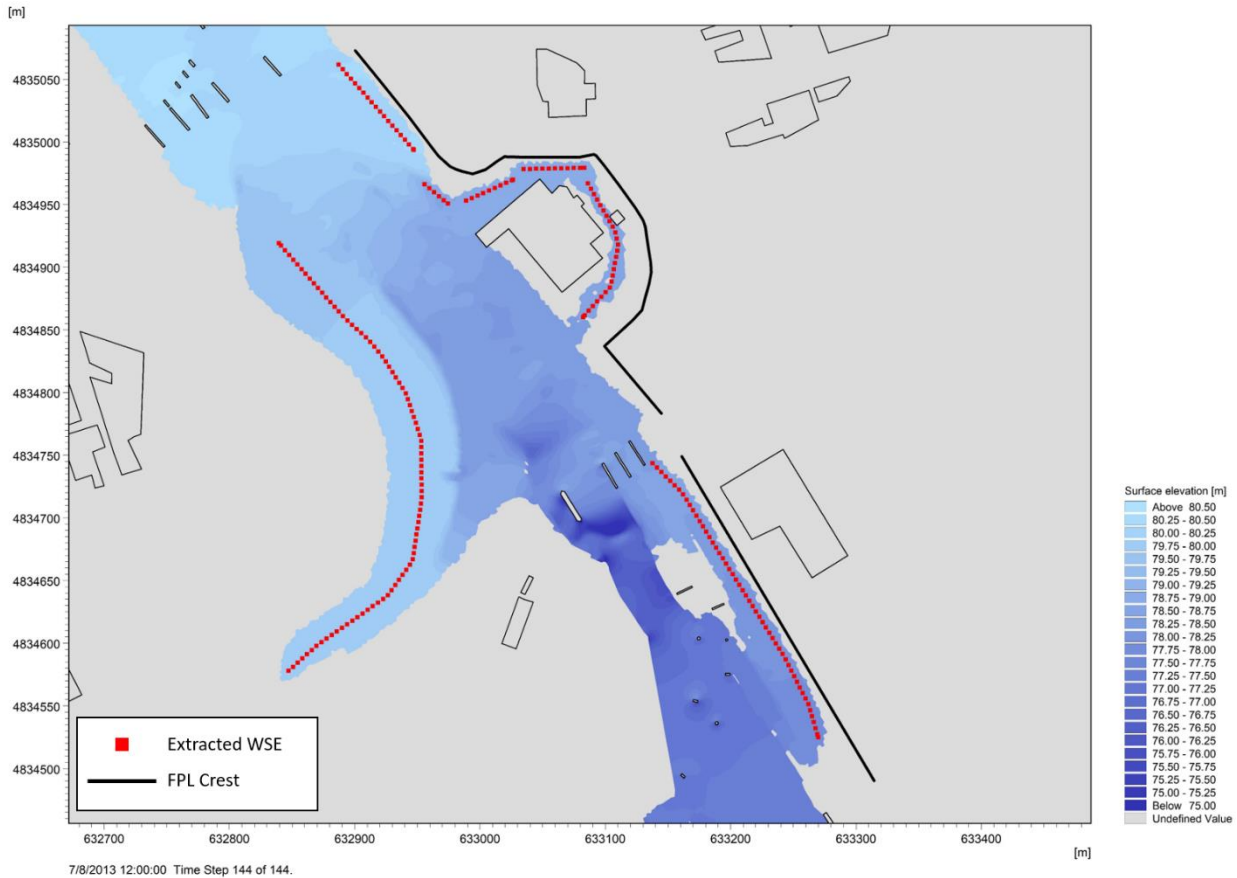 [m]
4835050
4835000
4834950
4834900
4834850
4834800
4834750
4834700
4834650
4834600
4834550
4834500
Extracted WSE
FPL Crest
632700 632800 632900 633000 633100 633200 633300 633400
[m]
7/8/2013 12:00:00 Time Step 144 of 144.
Surface elevation [m]
Above 80.50
80.25 - 80.50
80.00 - 80.25
79.75 - 80.00
79.50 - 79.75
79.25 - 79.50
79.00 - 79.25
78.75 - 79.00
78.50 - 78.75
78.25 - 78.50
78.00 - 78.25
77.75 - 78.00
77.50 - 77.75
77.25 - 77.50
77.00 - 77.25
76.75 - 77.00
76.50 - 76.75
76.25 - 76.50
76.00 - 76.25
75.75 - 76.00
75.50 - 75.75
75.25 - 75.50
75.00 - 75.25
Below 75.00
Undefined Value